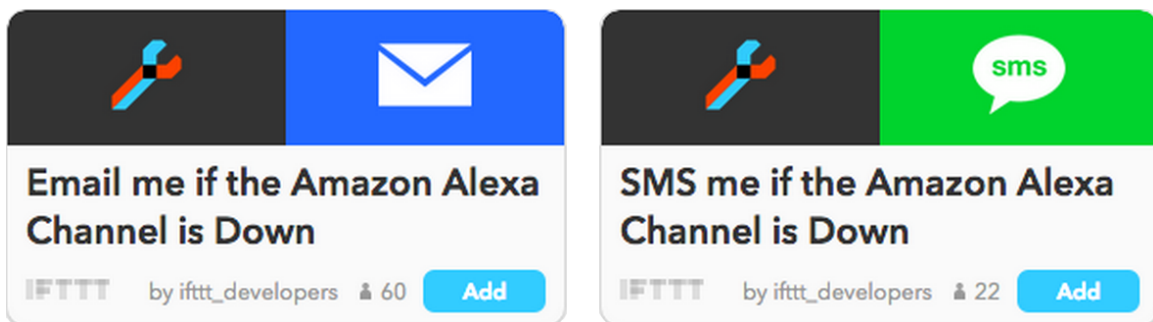 Email me if the Amazon Alexa
Channel is Down
IFTTT by ifttt_developers 60 Add
sms
SMS me if the Amazon Alexa
Channel is Down
IFTTT by ifttt_developers 22 Add